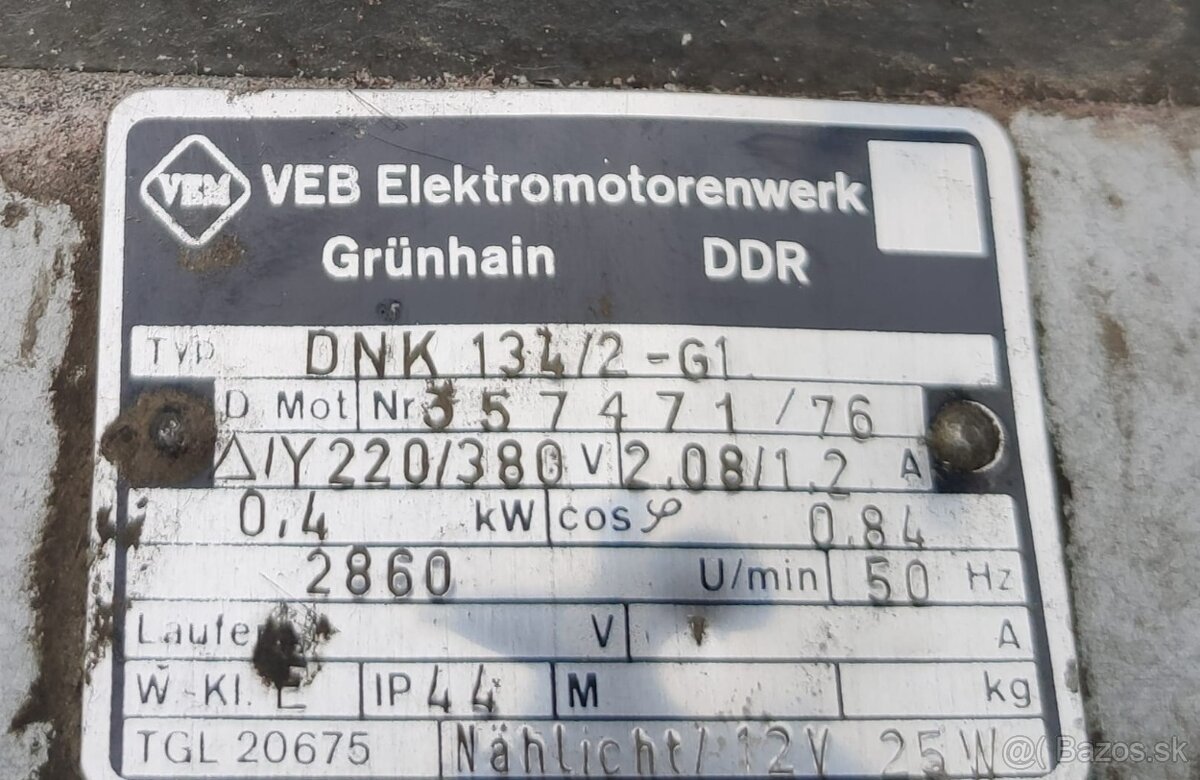 VEM VEB Elektromotorenwerk
Grünhain DDR
Typ DNK 134/2-G1
D Mot Nr 357471/76
Δ/Y 220/380 V 2.08/1.2 A
0,4 kW cos φ 0.84
2860 U/min 50 Hz
Läufer V A
W.-Kl. E IP 44 M kg
TGL 20675 Nählicht/12V 25W
@( Bazos.sk